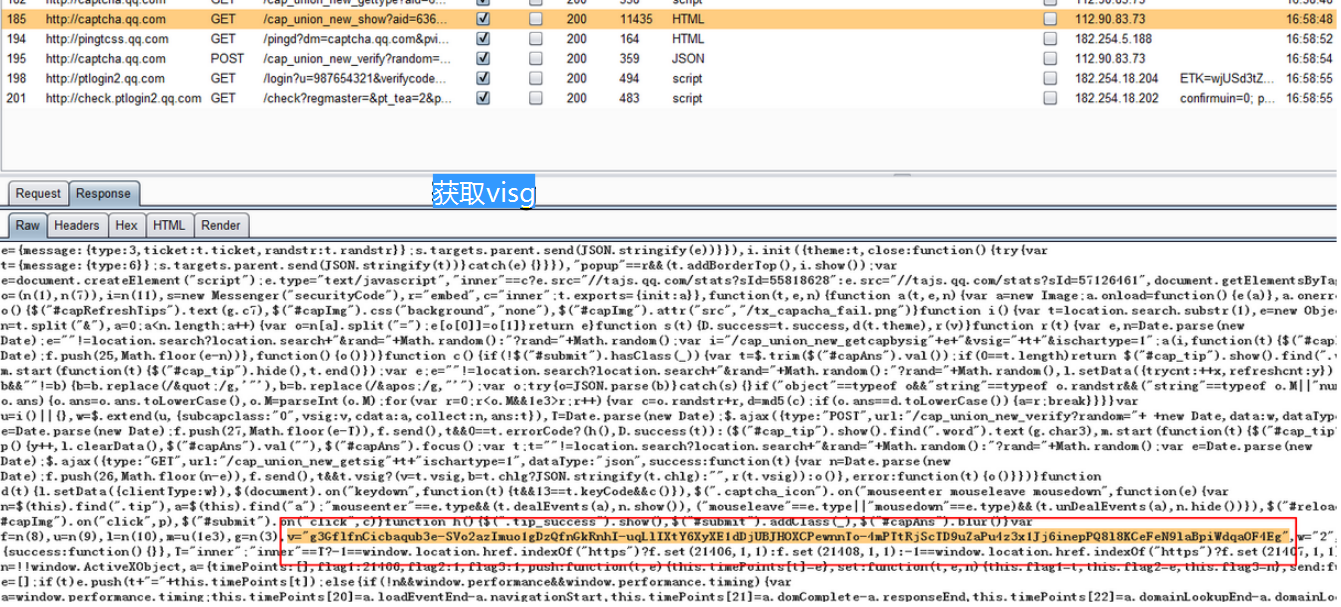 185 http://captcha.qq.com GET /cap_union_new_show?aid=636... 200 11435 HTML 112.90.83.73 16:58:48
194 http://pingtcss.qq.com GET /pingd?dm=captcha.qq.com&pvi... 200 164 HTML 182.254.5.188 16:58:52
195 http://captcha.qq.com POST /cap_union_new_verify?random=... 200 359 JSON 112.90.83.73 16:58:54
198 http://ptlogin2.qq.com GET /login?u=987654321&verifycode... 200 494 script 182.254.18.204 ETK=wjUSd3tZ... 16:58:55
201 http://check.ptlogin2.qq.com GET /check?regmaster=&pt_tea=2&p... 200 483 script 182.254.18.202 confirmuin=0; p... 16:58:55
Request Response
获取visg
Raw Headers Hex HTML Render
e={message:{type:3,ticket:t.ticket,randstr:t.randstr}};s.targets.parent.send(JSON.stringify(e))}}),i.init({theme:t,close:function(){try{var
t={message:{type:6}};s.targets.parent.send(JSON.stringify(t))}catch(e){}}}),"popup"==r&&(t.addBorderTop(),i.show());var
e=document.createElement("script");e.type="text/javascript","inner"==c?e.src="//tajs.qq.com/stats?sId=55818628":e.src="//tajs.qq.com/stats?sId=57126461",document.getElementsByTa
o=(n(1),n(7)),i=n(11),s=new Messenger("securityCode"),r="embed",c="inner";t.exports={init:a}},function(t,e,n){function a(t,e,n){var a=new Image;a.onload=function(){e(a)},a.onerr
o(){$("#capRefreshTips").text(g.c7),$("#capImg").css("background","none"),$("#capImg").attr("src","/tx_capacha_fail.png")}function i(){var t=location.search.substr(1),e=new Obje
n=t.split("&"),a=0;a<n.length;a++){var o=n[a].split("=");e[o[0]]=o[1]}return e}function s(t){D.success=t.success,d(t.theme),r(v)}function r(t){var e,n=Date.parse(new
Date);e=""!=location.search?location.search+"&rand="+Math.random():"?rand="+Math.random();var i="/cap_union_new_getcapbysig"+e+"&vsig="+t+"&ischartype=1";a(i,function(t){$("#cap
Date);f.push(25,Math.floor(e-n))},function(){o()})}function c(){if(!$("#submit").hasClass(_)){var t=$.trim($("#capAns").val());if(0==t.length)return $("#cap_tip").show().find(".
m.start(function(t){$("#cap_tip").hide(),t.end()});var e;e=""!=location.search?location.search+"&rand="+Math.random():"?rand="+Math.random(),l.setData({trycnt:++x,refreshcnt:y})
b&&""!=b){b=b.replace(/&quot;/g,'"'),b=b.replace(/&apos;/g,"'");var o;try{o=JSON.parse(b)}catch(s){}if("object"==typeof o&&"string"==typeof o.randstr&&("string"==typeof o.M||"nu
o.ans){o.ans=o.ans.toLowerCase(),o.M=parseInt(o.M);for(var r=0;r<o.M&&1e3>r;r++){var c=o.randstr+r,d=md5(c);if(o.ans==d.toLowerCase()){a=r;break}}}}var
u=i()||{},w=$.extend(u,{subcapclass:"0",vsig:v,cdata:a,collect:n,ans:t}),T=Date.parse(new Date);$.ajax({type:"POST",url:"/cap_union_new_verify?random="+ +new Date,data:w,dataTyp
e=Date.parse(new Date);f.push(27,Math.floor(e-T)),f.send(),t&&0==t.errorCode?(h(),D.success(t)):($("#cap_tip").show().find(".word").text(g.char3),m.start(function(t){$("#cap_tip
p(){y++,l.clearData(),$("#capAns").val(""),$("#capAns").focus();var t;t=""!=location.search?location.search+"&rand="+Math.random():"?rand="+Math.random();var e=Date.parse(new
Date);$.ajax({type:"GET",url:"/cap_union_new_getsig"+t+"ischartype=1",dataType:"json",success:function(t){var n=Date.parse(new
Date);f.push(26,Math.floor(n-e)),f.send(),t&&t.vsig?(v=t.vsig,b=t.chlg?JSON.stringify(t.chlg):"",r(t.vsig)):o()},error:function(t){o()}})}function
d(t){l.setData({clientType:w}),$(document).on("keydown",function(t){t&&13==t.keyCode&&c()}),$(".captcha_icon").on("mouseenter mouseleave mousedown",function(e){var
n=$(this).find(".tip"),a=$(this).find("a");"mouseenter"==e.type&&(t.dealEvents(a),n.show()),("mouseleave"==e.type||"mousedown"==e.type)&&(t.unDealEvents(a),n.hide())}),$("#reloa
#capImg").on("click",p),$("#submit").on("click",c)}function h(){$(".tip_success").show(),$("#submit").addClass(_),$("#capAns").blur()}var
f=n(8),u=n(9),l=n(10),m=u(1e3),g=n(3),v="g3GflfnCicbaqub3e-SVo2azImuo1gDzQfnGkRnhI-uqLlIXtY6XyXE1dDjUBJHOXCPewnnTo-4mPTtRjScTD9uZaPu4z3x1Jj6inepPQ8l8KCeFeN9laBpiWdqaOF4Eg",w="2"
{success:function(){}},T="inner";"inner"==T?-1==window.location.href.indexOf("https")?f.set(21406,1,1):f.set(21408,1,1):-1==window.location.href.indexOf("https")?f.set(21407,1,1
n=!!window.ActiveXObject,a={timePoints:[],flag1:21406,flag2:1,flag3:1,push:function(t,e){this.timePoints[t]=e},set:function(t,e,n){this.flag1=t,this.flag2=e,this.flag3=n},send:f
e=[];if(t)e.push(t+"="+this.timePoints[t]);else{if(!n&&window.performance&&window.performance.timing){var
a=window.performance.timing;this.timePoints[20]=a.loadEventEnd-a.navigationStart,this.timePoints[21]=a.domComplete-a.responseEnd,this.timePoints[22]=a.domainLookupEnd-a.domainLo